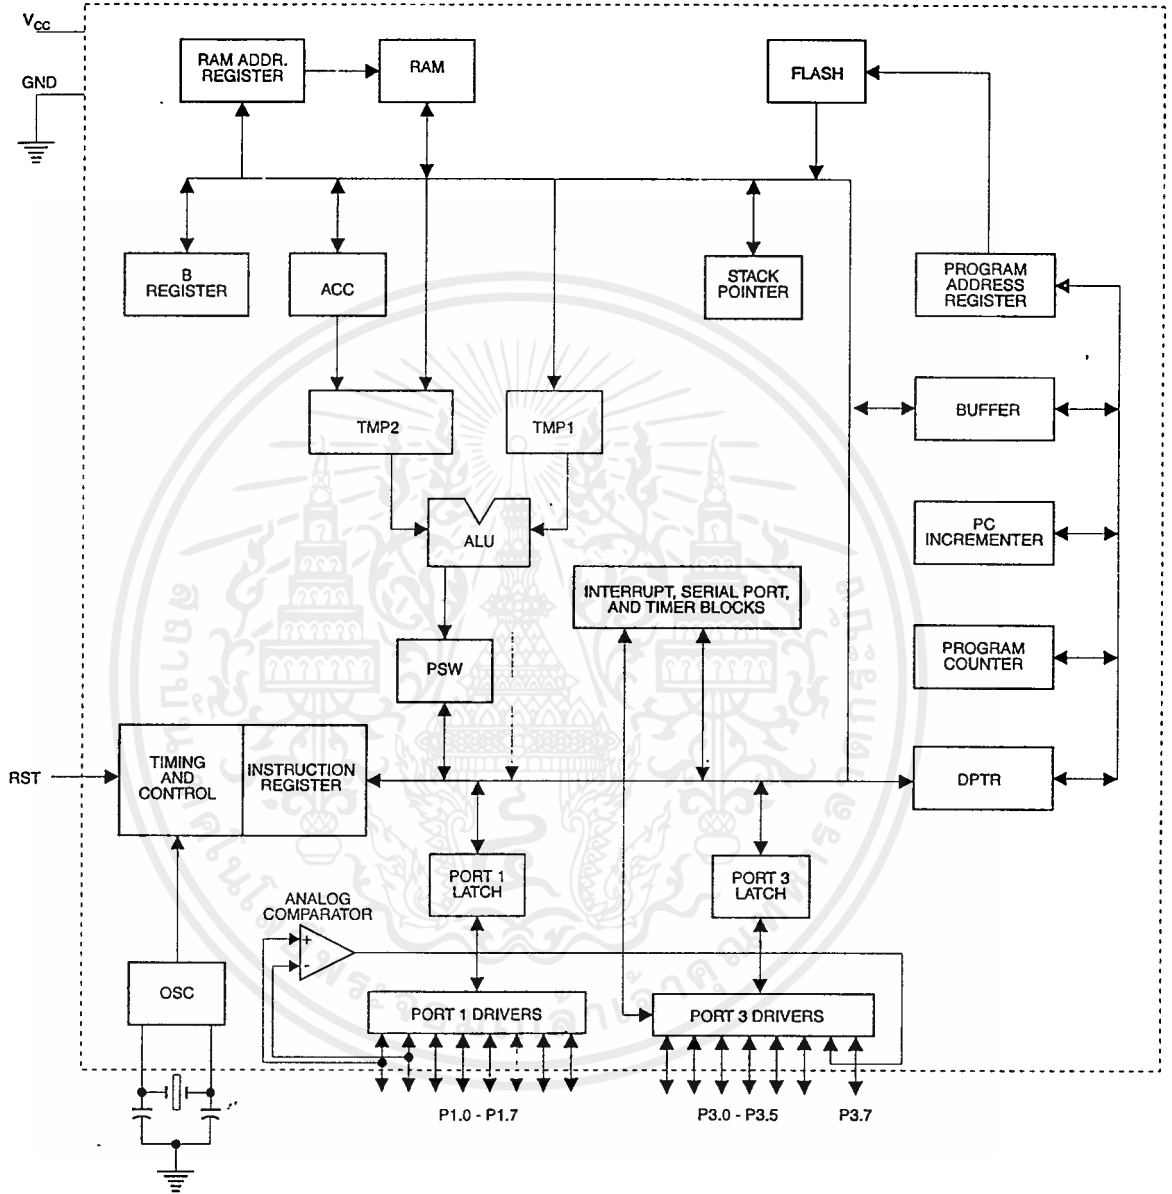 VCC
GND
RAM ADDR.
REGISTER
RAM
FLASH
B
REGISTER
ACC
STACK
POINTER
PROGRAM
ADDRESS
REGISTER
TMP2
TMP1
BUFFER
ALU
PC
INCREMENTER
INTERRUPT, SERIAL PORT,
AND TIMER BLOCKS
PSW
PROGRAM
COUNTER
RST
TIMING
AND
CONTROL
INSTRUCTION
REGISTER
DPTR
PORT 1
LATCH
PORT 3
LATCH
ANALOG
COMPARATOR
+
-
OSC
PORT 1 DRIVERS
PORT 3 DRIVERS
P1.0 - P1.7
P3.0 - P3.5
P3.7